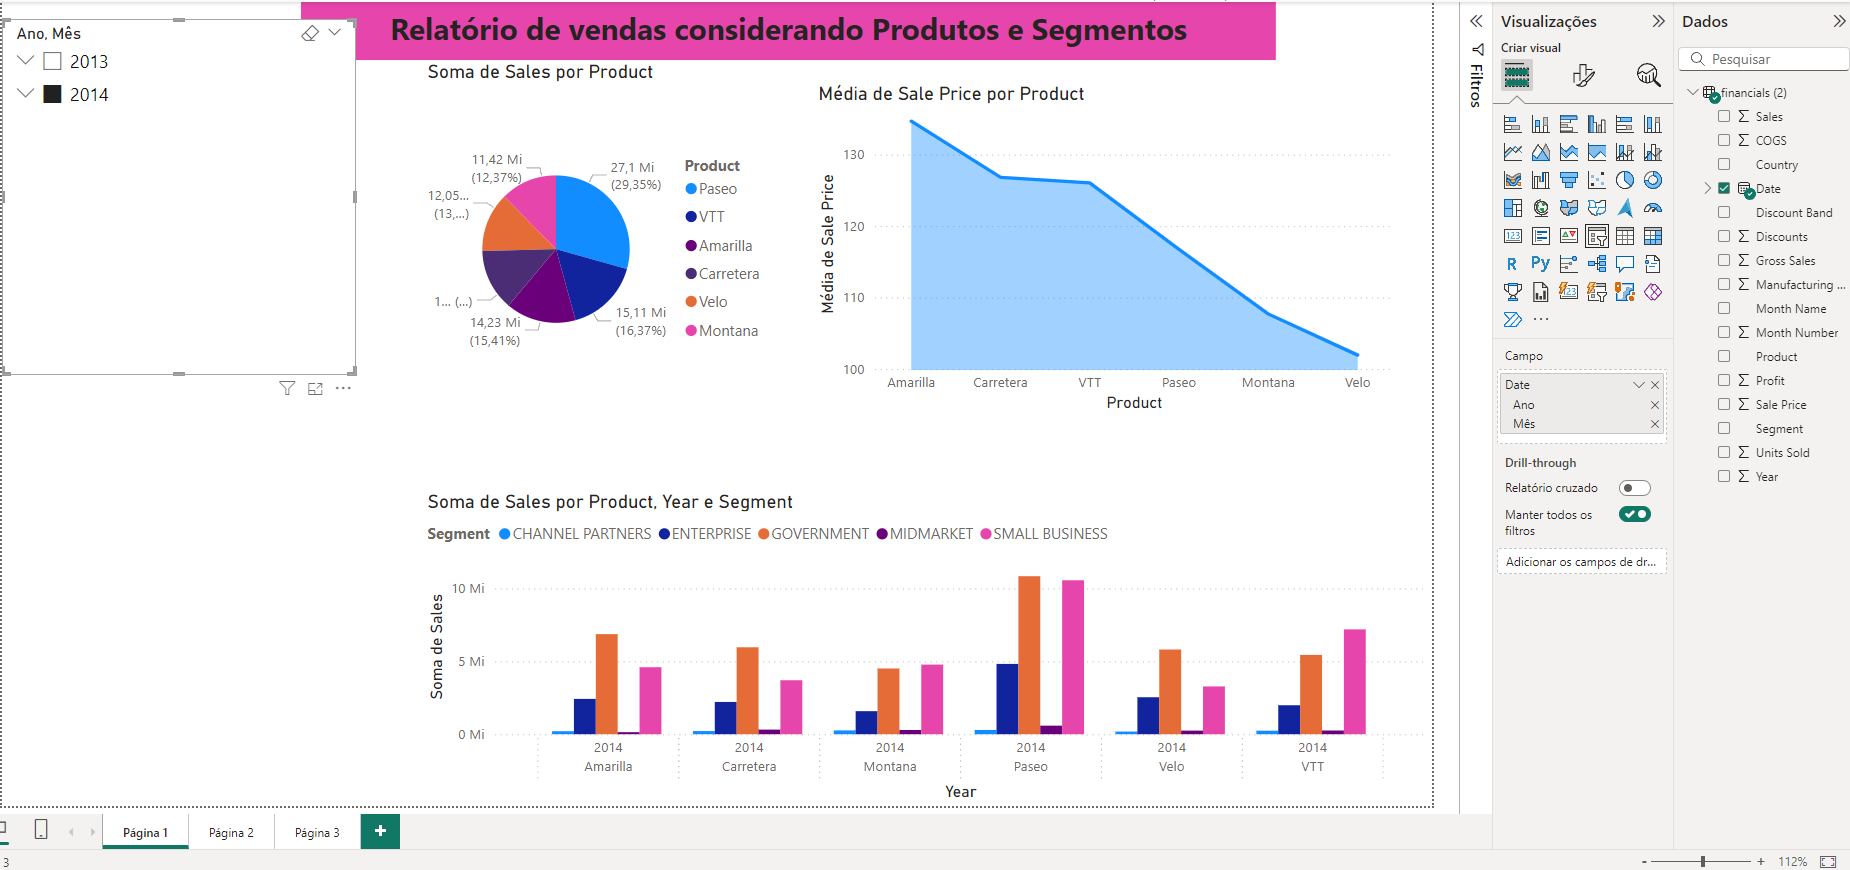 Relatório de vendas considerando Produtos e Segmentos
Ano, Mês
2013
2014
Soma de Sales por Product
11,42 Mi
(12,37%)
27,1 Mi
(29,35%)
12,05...
(13,...)
1... (...)
14,23 Mi
(15,41%)
15,11 Mi
(16,37%)
Product
Paseo
VTT
Amarilla
Carretera
Velo
Montana
Média de Sale Price por Product
Média de Sale Price
130
120
110
100
Amarilla Carretera VTT Paseo Montana Velo
Product
Soma de Sales por Product, Year e Segment
Segment CHANNEL PARTNERS ENTERPRISE GOVERNMENT MIDMARKET SMALL BUSINESS
Soma de Sales
10 Mi
5 Mi
0 Mi
2014 2014 2014 2014 2014 2014
Amarilla Carretera Montana Paseo Velo VTT
Year
Filtros
Visualizações
Criar visual
123
R Py
123
...
Campo
Date
Ano
Mês
Drill-through
Relatório cruzado
Manter todos os
filtros
Adicionar os campos de dr...
Dados
Pesquisar
financials (2)
Sales
COGS
Country
Date
Discount Band
Discounts
Gross Sales
Manufacturing ...
Month Name
Month Number
Product
Profit
Sale Price
Segment
Units Sold
Year
Página 1 Página 2 Página 3 +
3
- + 112%